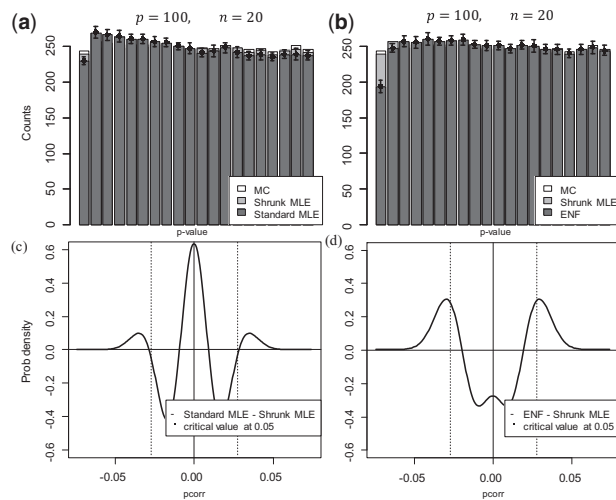 (a)
p = 100, n = 20
Counts
0 50 100 150 200 250
MC
Shrunk MLE
Standard MLE
p-value
(b)
p = 100, n = 20
0 50 100 150 200 250
MC
Shrunk MLE
ENF
p-value
(c)
Prob density
-0.6 -0.4 -0.2 0.0 0.2 0.4 0.6
Standard MLE - Shrunk MLE
critical value at 0.05
-0.05 0.00 0.05
pcorr
(d)
-0.6 -0.2 0.0 0.2 0.4 0.6
ENF - Shrunk MLE
critical value at 0.05
-0.05 0.00 0.05
pcorr